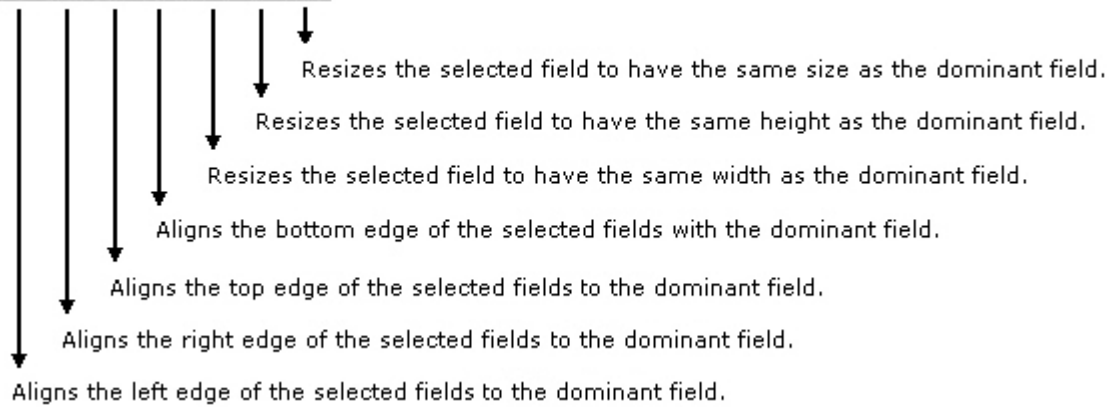 Resizes the selected field to have the same size as the dominant field.
Resizes the selected field to have the same height as the dominant field.
Resizes the selected field to have the same width as the dominant field.
Aligns the bottom edge of the selected fields with the dominant field.
Aligns the top edge of the selected fields to the dominant field.
Aligns the right edge of the selected fields to the dominant field.
Aligns the left edge of the selected fields to the dominant field.